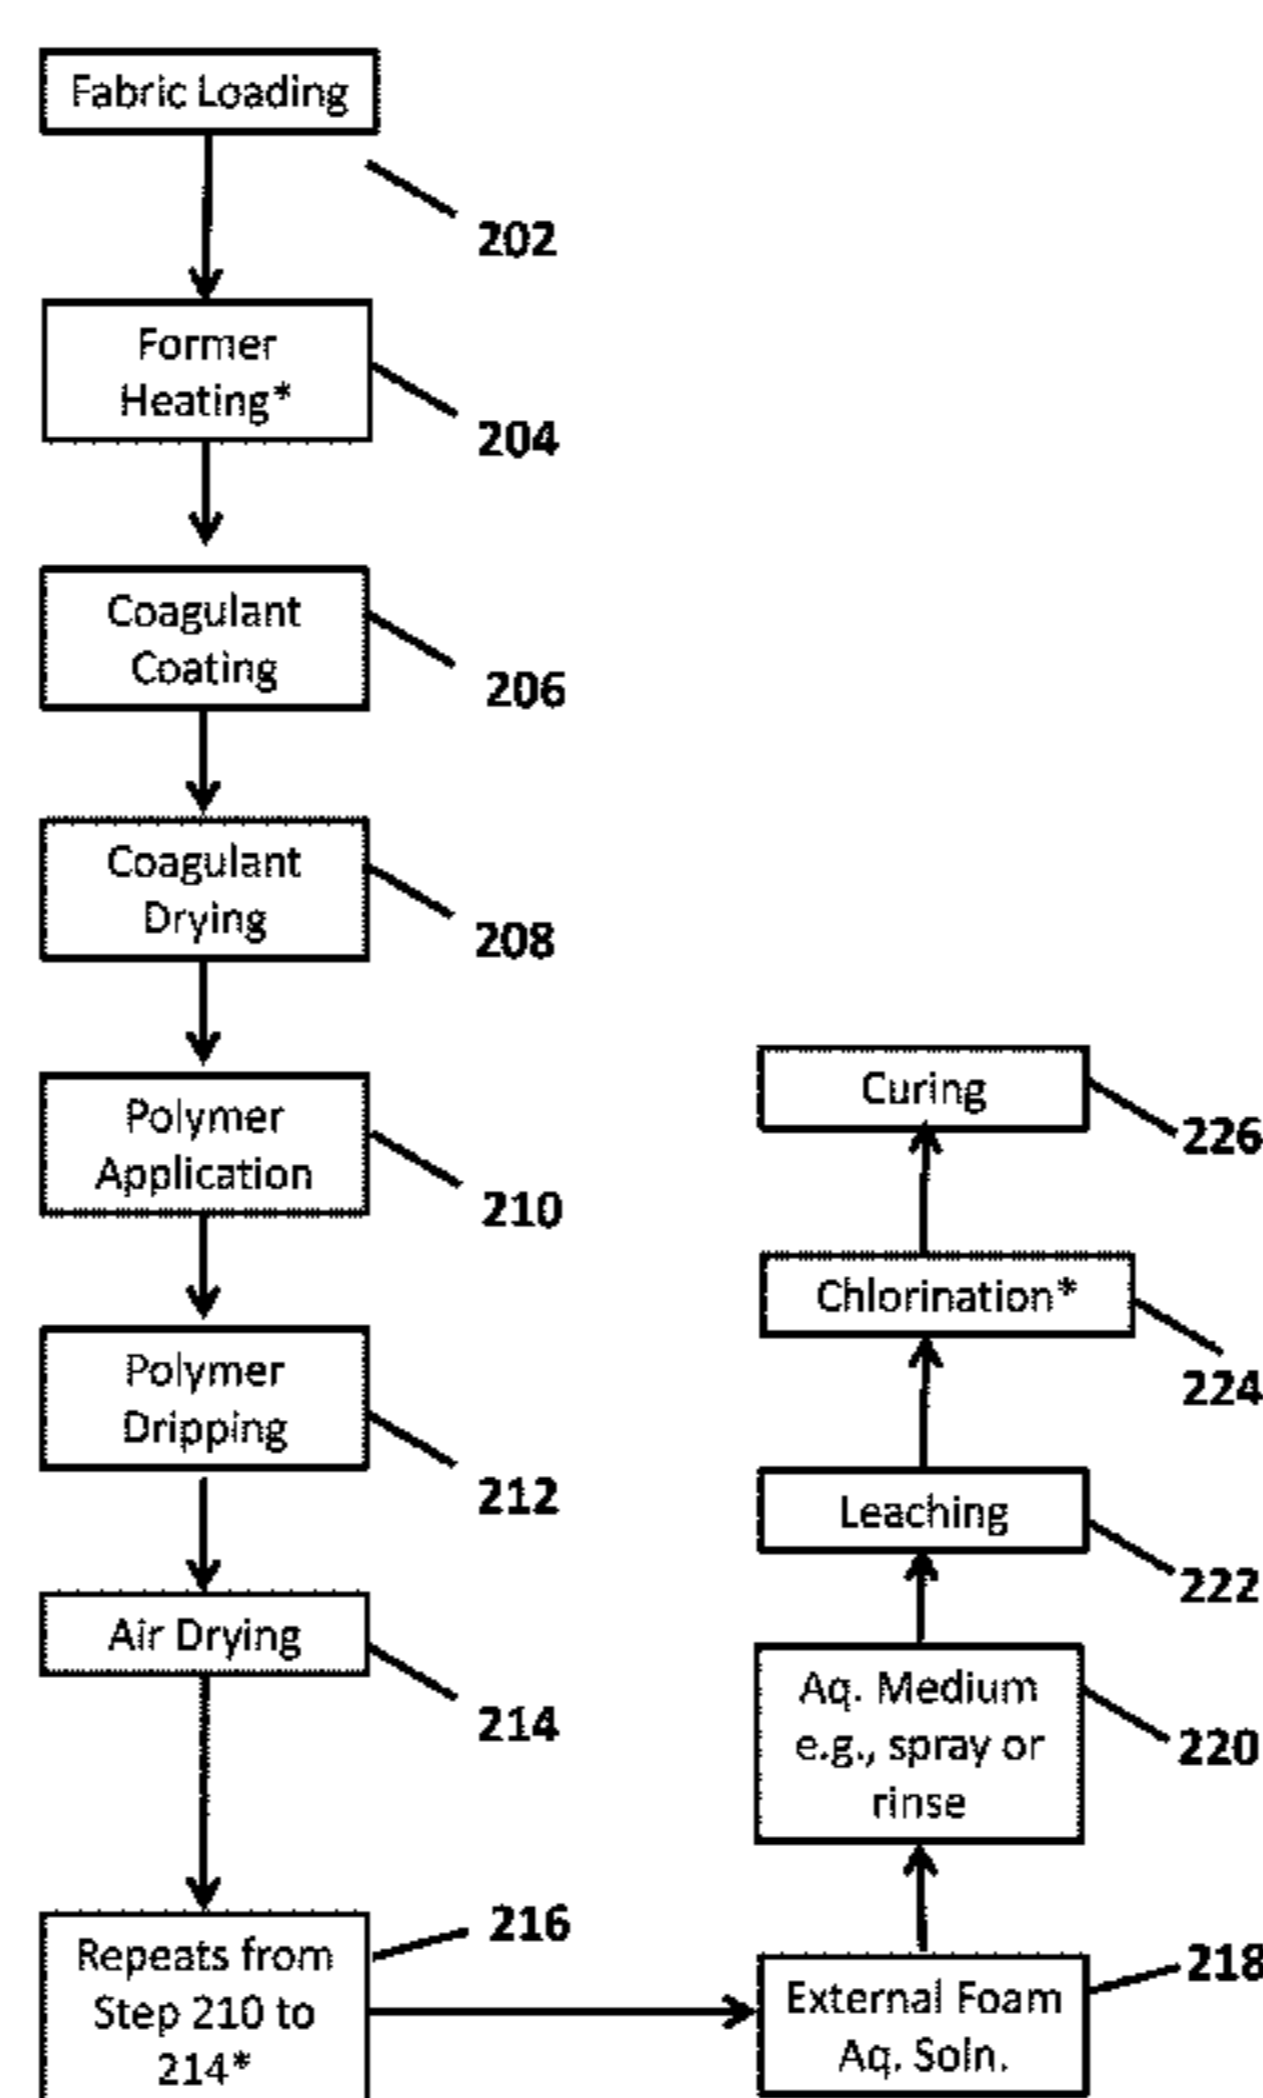 Fabric Loading
202
Former
Heating*
204
Coagulant
Coating
206
Coagulant
Drying
208
Polymer
Application
210
Polymer
Dripping
212
Air Drying
214
Repeats from
Step 210 to
214*
216
External Foam
Aq. Soln.
218
Aq. Medium
e.g., spray or
rinse
220
Leaching
222
Chlorination*
224
Curing
226